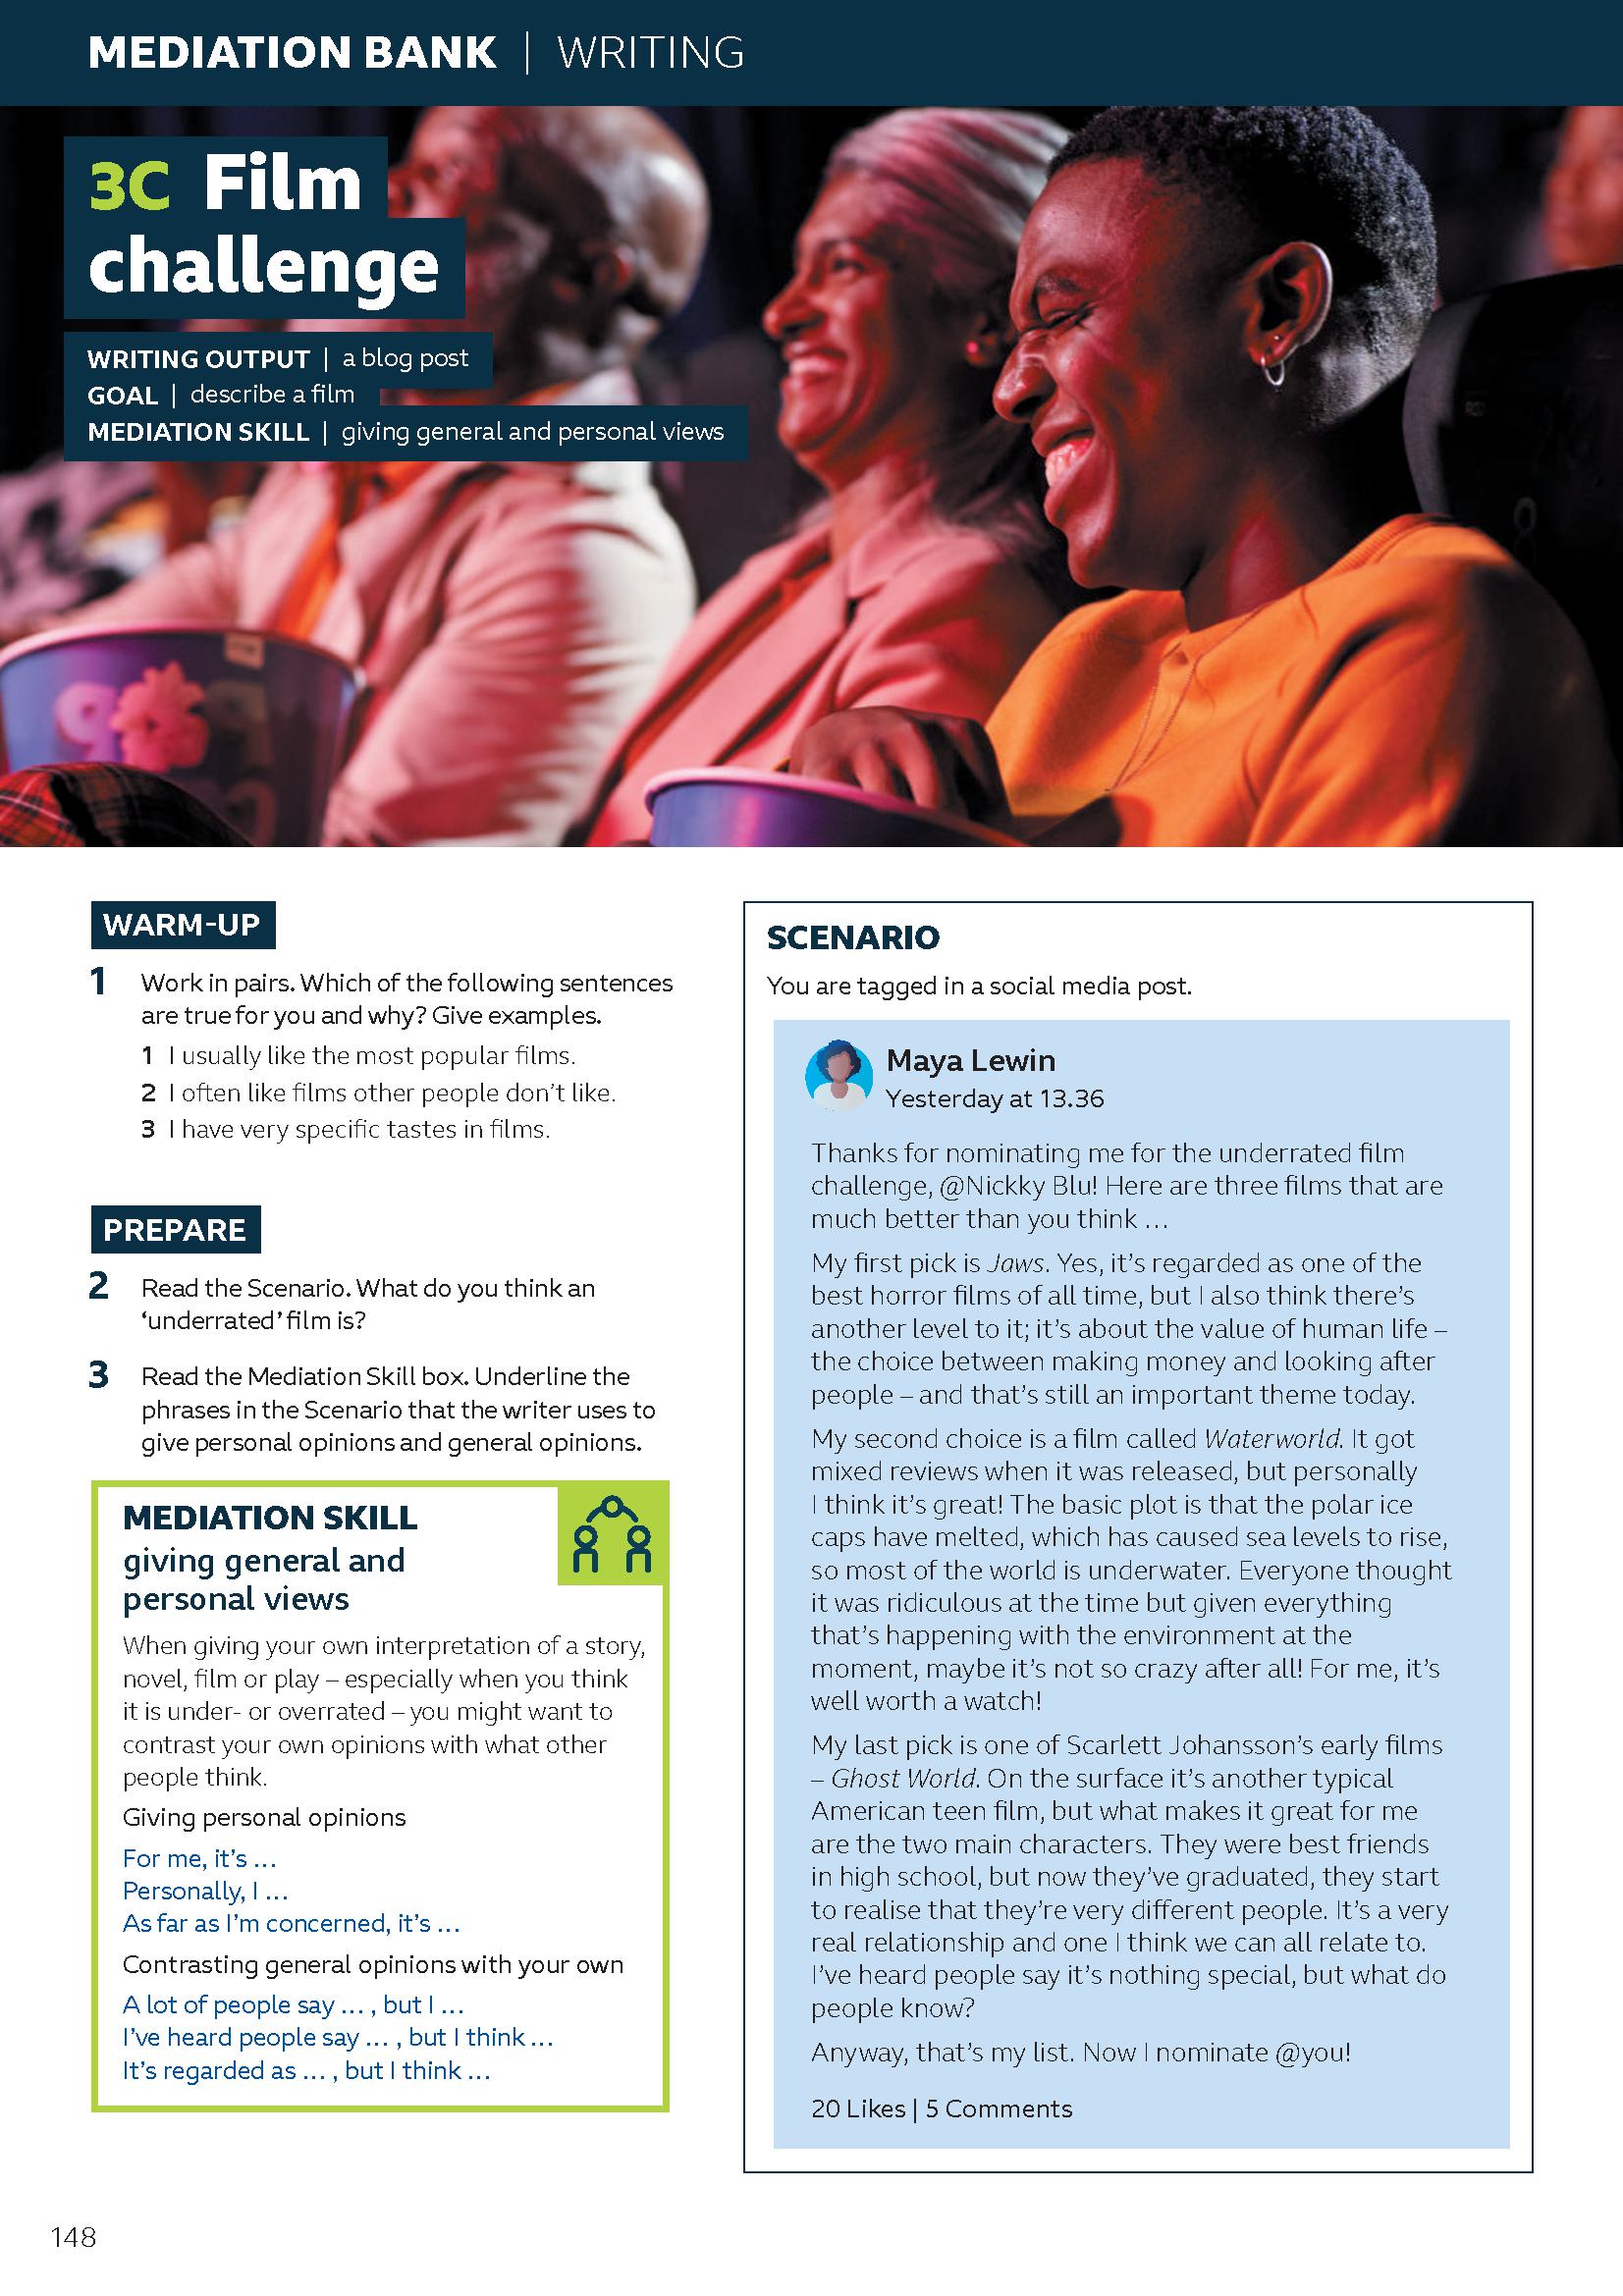 MEDIATION BANK | WRITING
3C Film
challenge
WRITING OUTPUT | a blog post
GOAL | describe a film
MEDIATION SKILL | giving general and personal views
WARM-UP
1 Work in pairs. Which of the following sentences
are true for you and why? Give examples.
1 I usually like the most popular films.
2 I often like films other people don't like.
3 I have very specific tastes in films.
PREPARE
2 Read the Scenario. What do you think an
'underrated' film is?
3 Read the Mediation Skill box. Underline the
phrases in the Scenario that the writer uses to
give personal opinions and general opinions.
MEDIATION SKILL
giving general and
personal views
When giving your own interpretation of a story,
novel, film or play – especially when you think
it is under- or overrated – you might want to
contrast your own opinions with what other
people think.
Giving personal opinions
For me, it's …
Personally, I …
As far as I'm concerned, it's …
Contrasting general opinions with your own
A lot of people say … , but I …
I've heard people say … , but I think …
It's regarded as … , but I think …
SCENARIO
You are tagged in a social media post.
Maya Lewin
Yesterday at 13.36
Thanks for nominating me for the underrated film
challenge, @Nickky Blu! Here are three films that are
much better than you think …
My first pick is Jaws. Yes, it's regarded as one of the
best horror films of all time, but I also think there's
another level to it; it's about the value of human life –
the choice between making money and looking after
people – and that's still an important theme today.
My second choice is a film called Waterworld. It got
mixed reviews when it was released, but personally
I think it's great! The basic plot is that the polar ice
caps have melted, which has caused sea levels to rise,
so most of the world is underwater. Everyone thought
it was ridiculous at the time but given everything
that's happening with the environment at the
moment, maybe it's not so crazy after all! For me, it's
well worth a watch!
My last pick is one of Scarlett Johansson's early films
– Ghost World. On the surface it's another typical
American teen film, but what makes it great for me
are the two main characters. They were best friends
in high school, but now they've graduated, they start
to realise that they're very different people. It's a very
real relationship and one I think we can all relate to.
I've heard people say it's nothing special, but what do
people know?
Anyway, that's my list. Now I nominate @you!
20 Likes | 5 Comments
148